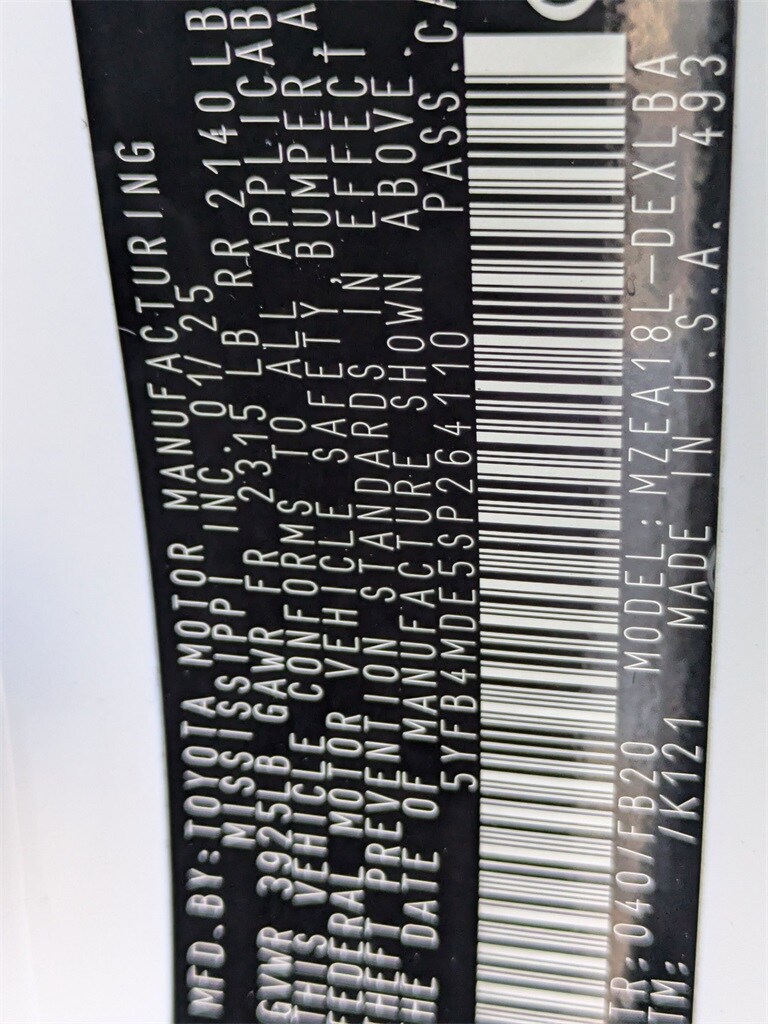 MFD.BY:TOYOTA MOTOR MANUFACTURING
MISSISSIPPI INC. 01/25
GVWR 3925LB GAWR FR 2315 LB RR 2140LB
THIS VEHICLE CONFORMS TO ALL APPLICAB
FEDERAL MOTOR VEHICLE SAFETY, BUMPER A
THEFT PREVENTION STANDARDS IN EFFECT
THE DATE OF MANUFACTURE SHOWN ABOVE.
5YFB4MDE5SP264110 PASS.CA
TR:040/FB20 MODEL:MZEA18L-DEXLBA
TM: /K121 MADE IN U.S.A. 493